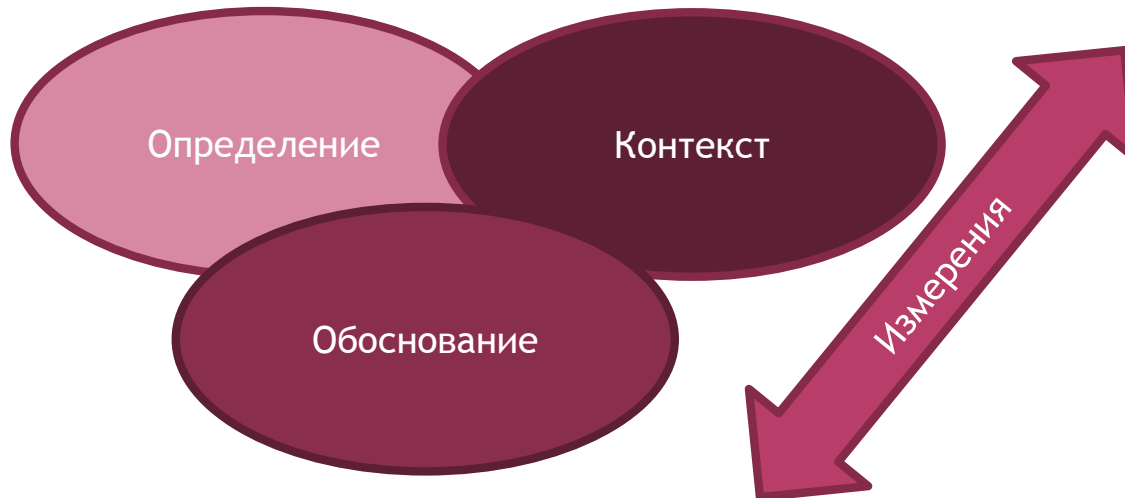 Определение
Контекст
Обоснование
Измерения